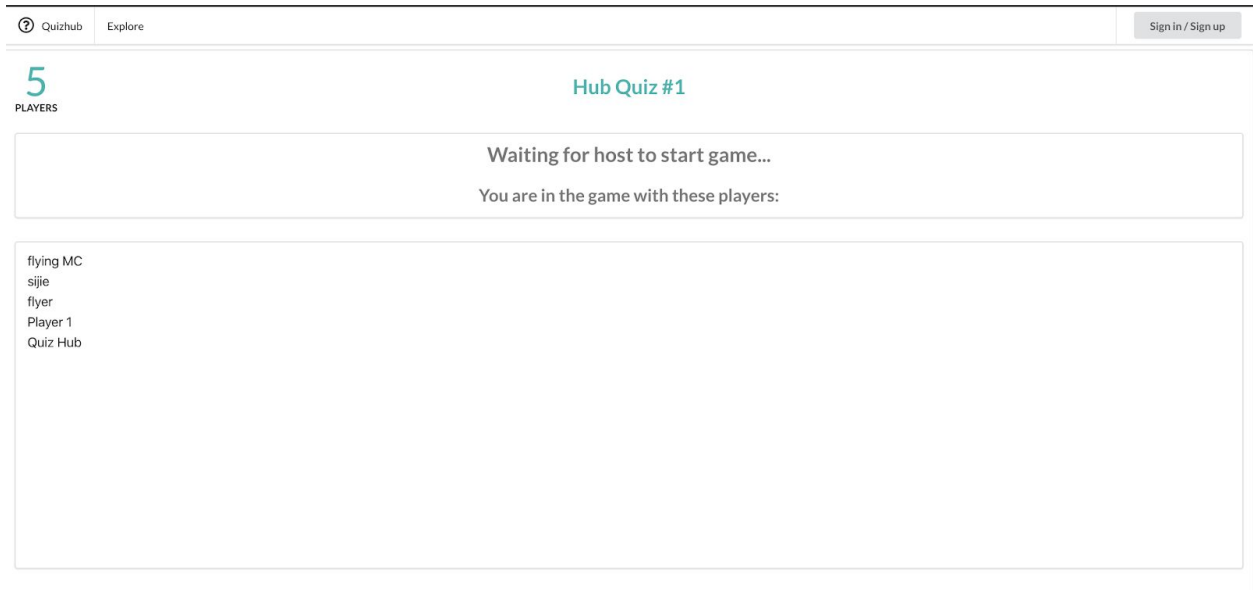 Quizhub Explore Sign in / Sign up
5
PLAYERS
Hub Quiz #1
Waiting for host to start game...
You are in the game with these players:
flying MC
sijie
flyer
Player 1
Quiz Hub